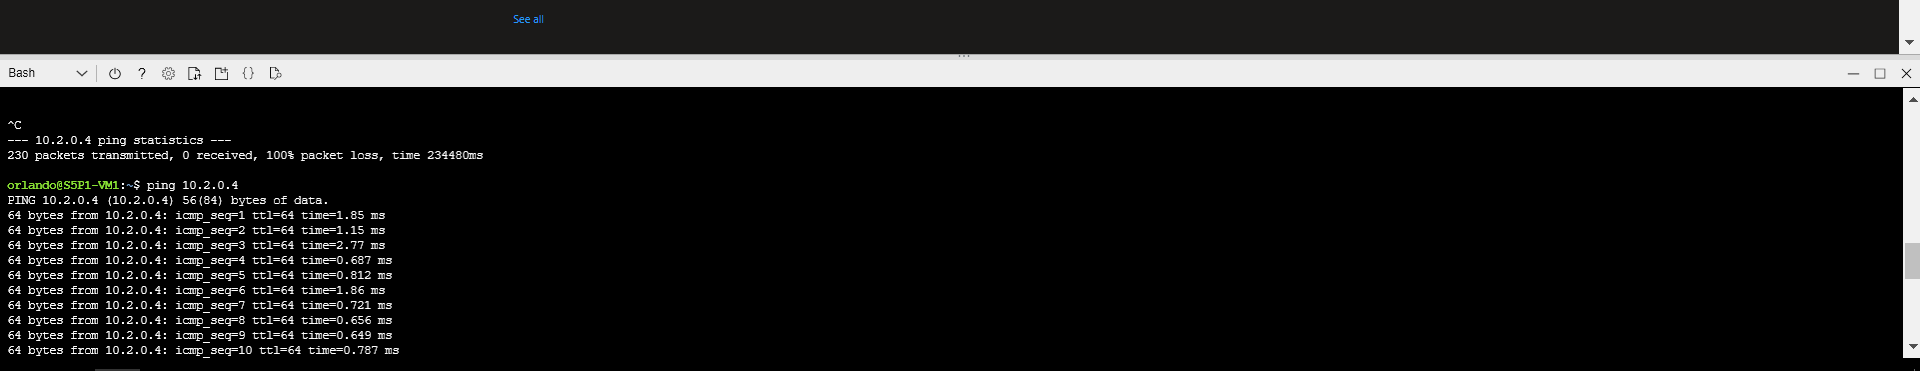 See all
Bash
^C
--- 10.2.0.4 ping statistics ---
230 packets transmitted, 0 received, 100% packet loss, time 234480ms
orlando@S5P1-VM1:~$ ping 10.2.0.4
PING 10.2.0.4 (10.2.0.4) 56(84) bytes of data.
64 bytes from 10.2.0.4: icmp_seq=1 ttl=64 time=1.85 ms
64 bytes from 10.2.0.4: icmp_seq=2 ttl=64 time=1.15 ms
64 bytes from 10.2.0.4: icmp_seq=3 ttl=64 time=2.77 ms
64 bytes from 10.2.0.4: icmp_seq=4 ttl=64 time=0.687 ms
64 bytes from 10.2.0.4: icmp_seq=5 ttl=64 time=0.812 ms
64 bytes from 10.2.0.4: icmp_seq=6 ttl=64 time=1.86 ms
64 bytes from 10.2.0.4: icmp_seq=7 ttl=64 time=0.721 ms
64 bytes from 10.2.0.4: icmp_seq=8 ttl=64 time=0.656 ms
64 bytes from 10.2.0.4: icmp_seq=9 ttl=64 time=0.649 ms
64 bytes from 10.2.0.4: icmp_seq=10 ttl=64 time=0.787 ms